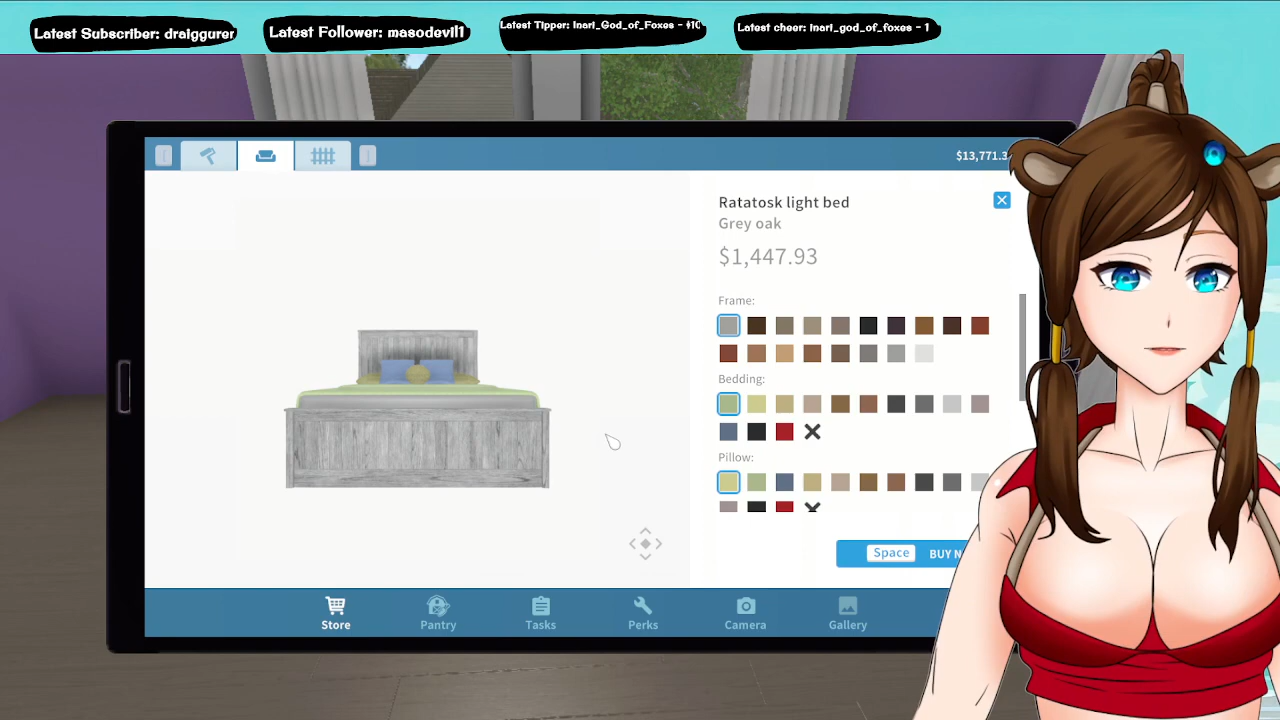 Latest Subscriber: draiggurer
Latest Follower: masodevil1
Latest Tipper: Inari_God_of_Foxes - $10
Latest cheer: inari_god_of_foxes - 1
$13,771.3
Ratatosk light bed
Grey oak
$1,447.93
Frame:
Bedding:
Pillow:
Space BUY N
Store
Pantry
Tasks
Perks
Camera
Gallery